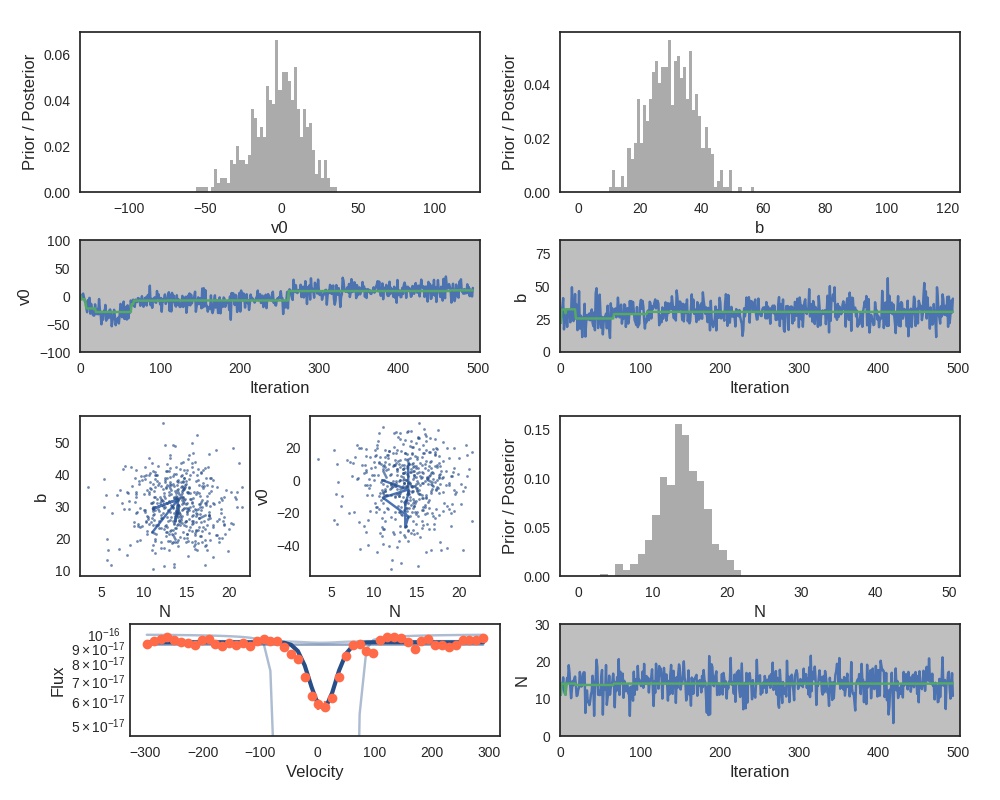 Prior / Posterior
0.06
0.04
0.02
0.00
−100 −50 0 50 100
v0
Prior / Posterior
0.04
0.02
0.00
0 20 40 60 80 100 120
b
v0
100
50
0
−50
−100
0 100 200 300 400 500
Iteration
b
75
50
25
0
0 100 200 300 400 500
Iteration
b
50
40
30
20
10
5 10 15 20
N
v0
20
0
−20
−40
5 10 15 20
N
Prior / Posterior
0.15
0.10
0.05
0.00
10 20 30 40 50
N
Flux
10⁻¹⁶
9 × 10⁻¹⁷
8 × 10⁻¹⁷
7 × 10⁻¹⁷
6 × 10⁻¹⁷
5 × 10⁻¹⁷
−300 −200 −100 0 100 200 300
Velocity
N
30
20
10
0
0 100 200 300 400 500
Iteration